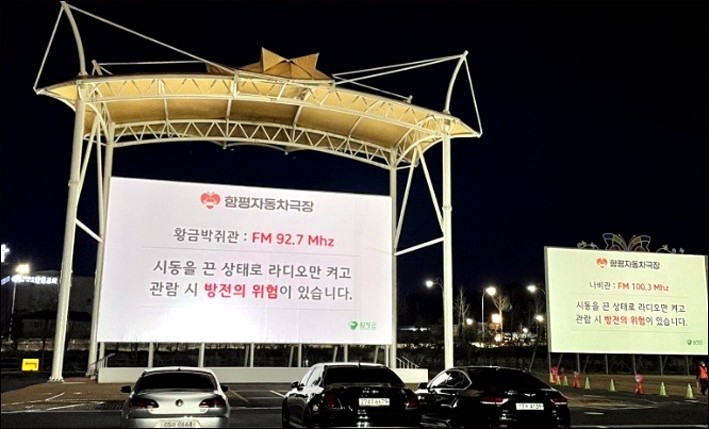 함평자동차극장
황금박쥐관 : FM 92.7 Mhz
시동을 끈 상태로 라디오만 켜고
관람 시 방전의 위험이 있습니다.
함평군
함평자동차극장
나비관 : FM 100.3 Mhz
시동을 끈 상태로 라디오만 켜고
관람 시 방전의 위험이 있습니다.
함평군